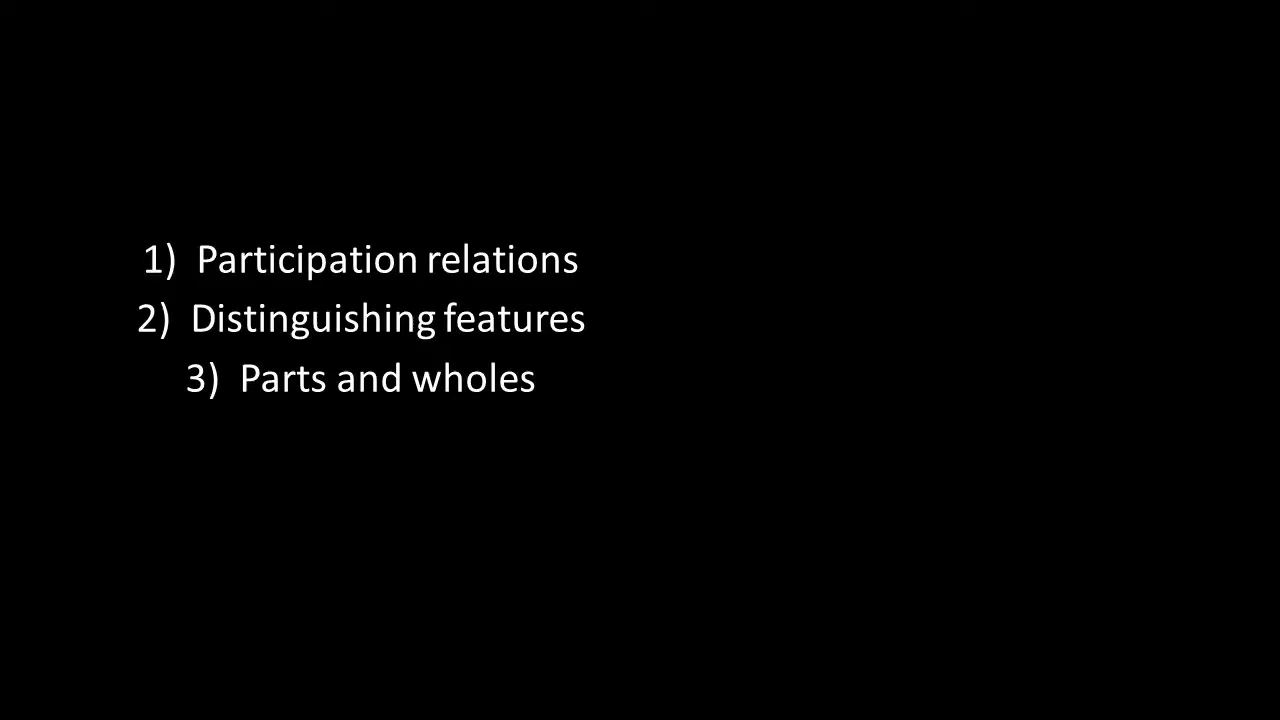 1) Participation relations
2) Distinguishing features
3) Parts and wholes